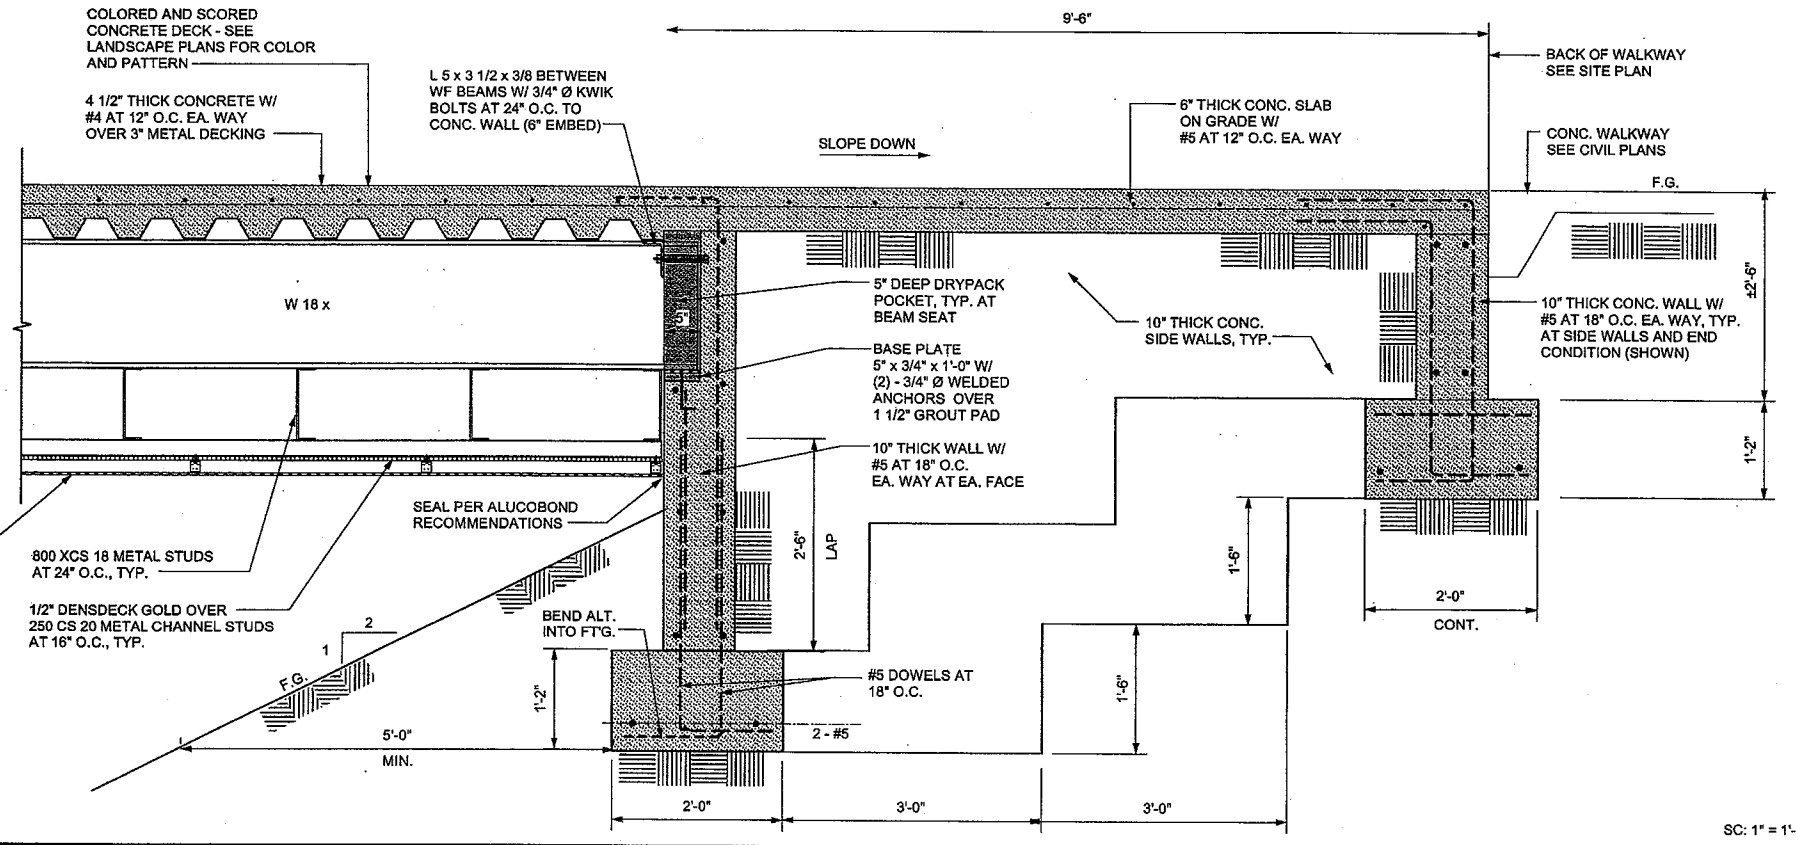 COLORED AND SCORED
CONCRETE DECK - SEE
LANDSCAPE PLANS FOR COLOR
AND PATTERN
4 1/2" THICK CONCRETE W/
#4 AT 12" O.C. EA. WAY
OVER 3" METAL DECKING
L 5 x 3 1/2 x 3/8 BETWEEN
WF BEAMS W/ 3/4" Ø KWIK
BOLTS AT 24" O.C. TO
CONC. WALL (6" EMBED)
9'-6"
BACK OF WALKWAY
SEE SITE PLAN
6" THICK CONC. SLAB
ON GRADE W/
#5 AT 12" O.C. EA. WAY
SLOPE DOWN
CONC. WALKWAY
SEE CIVIL PLANS
F.G.
W 18 x
5"
5" DEEP DRYPACK
POCKET, TYP. AT
BEAM SEAT
10" THICK CONC.
SIDE WALLS, TYP.
10" THICK CONC. WALL W/
#5 AT 18" O.C. EA. WAY, TYP.
AT SIDE WALLS AND END
CONDITION (SHOWN)
±2'-6"
BASE PLATE
5" x 3/4" x 1'-0" W/
(2) - 3/4" Ø WELDED
ANCHORS OVER
1 1/2" GROUT PAD
10" THICK WALL W/
#5 AT 18" O.C.
EA. WAY AT EA. FACE
1'-2"
SEAL PER ALUCOBOND
RECOMMENDATIONS
2'-6"
LAP
800 XCS 18 METAL STUDS
AT 24" O.C., TYP.
1'-6"
1/2" DENSDECK GOLD OVER
250 CS 20 METAL CHANNEL STUDS
AT 16" O.C., TYP.
2
1
F.G.
BEND ALT.
INTO FT'G.
2'-0"
CONT.
1'-2"
#5 DOWELS AT
18" O.C.
1'-6"
2 - #5
5'-0"
MIN.
2'-0"
3'-0"
3'-0"
SC: 1" = 1'-